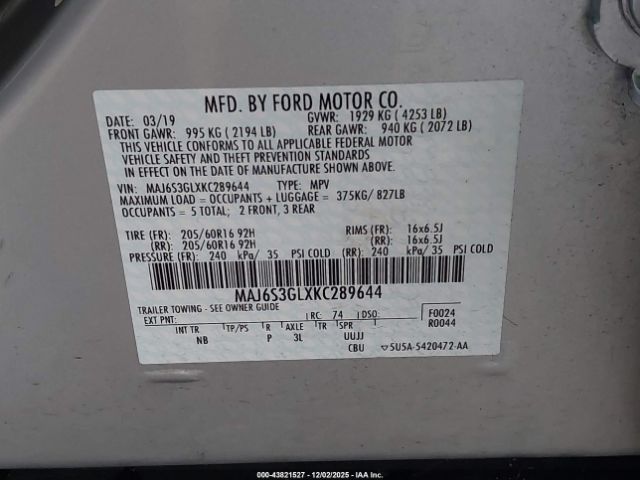 MFD. BY FORD MOTOR CO.
DATE: 03/19 GVWR: 1929 KG ( 4253 LB)
FRONT GAWR: 995 KG ( 2194 LB) REAR GAWR: 940 KG ( 2072 LB)
THIS VEHICLE CONFORMS TO ALL APPLICABLE FEDERAL MOTOR
VEHICLE SAFETY AND THEFT PREVENTION STANDARDS
IN EFFECT ON THE DATE OF MANUFACTURE SHOWN ABOVE.
VIN: MAJ6S3GLXKC289644 TYPE: MPV
MAXIMUM LOAD = OCCUPANTS + LUGGAGE = 375KG/ 827LB
OCCUPANTS = 5 TOTAL; 2 FRONT, 3 REAR
TIRE (FR): 205/60R16 92H RIMS (FR): 16x6.5J
(RR): 205/60R16 92H (RR): 16x6.5J
PRESSURE (FR): 240 kPa/ 35 PSI COLD (RR): 240 kPa/ 35 PSI COLD
MAJ6S3GLXKC289644
TRAILER TOWING - SEE OWNER GUIDE
EXT PNT: RC: 74 DSO: F0024
R0044
INT TR TP/PS R AXLE TR SPR
NB P 3L UUJJ
CBU 5U5A-5420472-AA
000-43821527 12/02/2025 - IAA Inc.